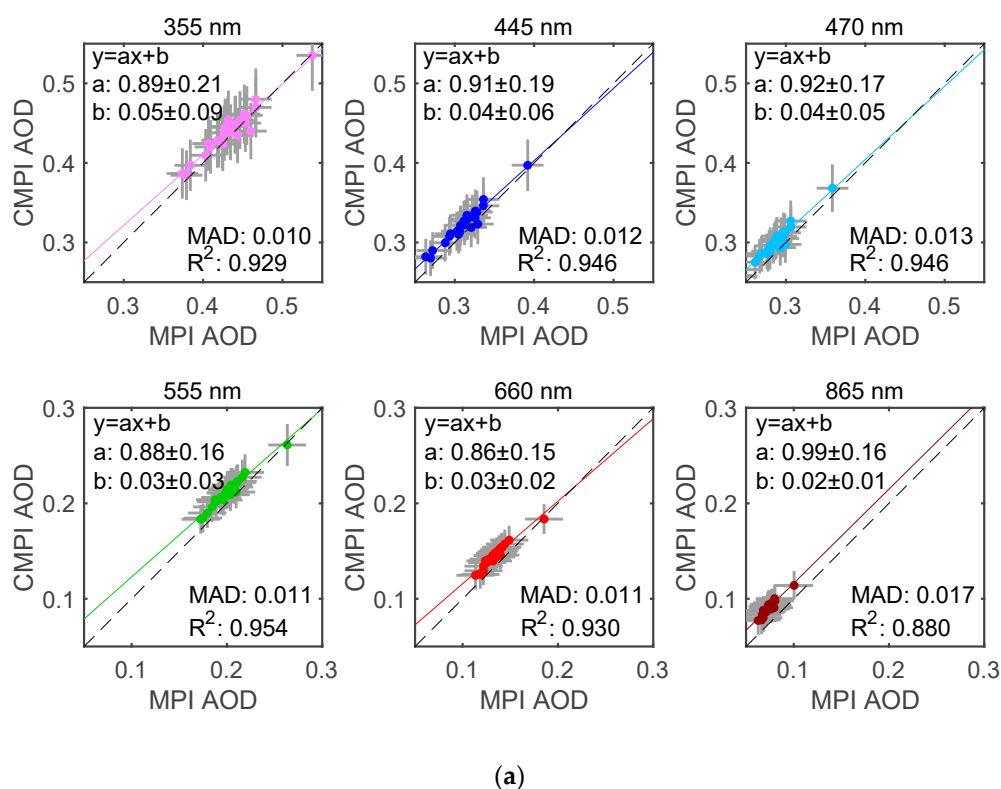 355 nm
y=ax+b
a: 0.89±0.21
b: 0.05±0.09
MAD: 0.010
R²: 0.929
0.5
0.4
0.3
CMPI AOD
0.3 0.4 0.5
MPI AOD
445 nm
y=ax+b
a: 0.91±0.19
b: 0.04±0.06
MAD: 0.012
R²: 0.946
0.5
0.4
0.3
CMPI AOD
0.3 0.4 0.5
MPI AOD
470 nm
y=ax+b
a: 0.92±0.17
b: 0.04±0.05
MAD: 0.013
R²: 0.946
0.5
0.4
0.3
CMPI AOD
0.3 0.4 0.5
MPI AOD
555 nm
y=ax+b
a: 0.88±0.16
b: 0.03±0.03
MAD: 0.011
R²: 0.954
0.3
0.2
0.1
CMPI AOD
0.1 0.2 0.3
MPI AOD
660 nm
y=ax+b
a: 0.86±0.15
b: 0.03±0.02
MAD: 0.011
R²: 0.930
0.3
0.2
0.1
CMPI AOD
0.1 0.2 0.3
MPI AOD
865 nm
y=ax+b
a: 0.99±0.16
b: 0.02±0.01
MAD: 0.017
R²: 0.880
0.3
0.2
0.1
CMPI AOD
0.1 0.2 0.3
MPI AOD
(a)